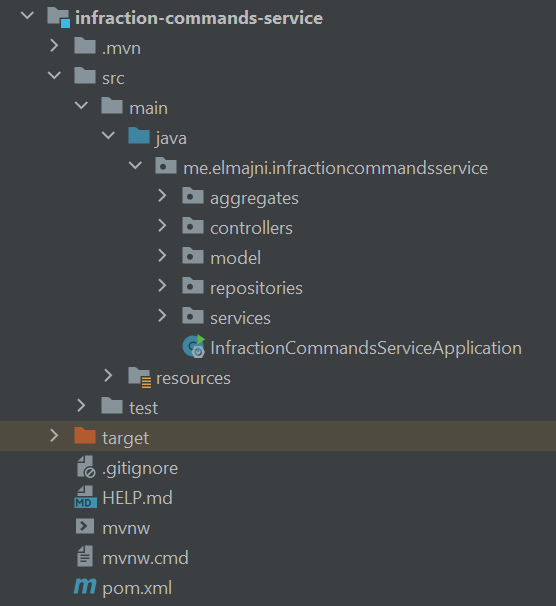 infraction-commands-service
.mvn
src
main
java
me.elmajni.infractioncommandsservice
aggregates
controllers
model
repositories
services
InfractionCommandsServiceApplication
resources
test
target
.gitignore
MD HELP.md
mvnw
mvnw.cmd
m pom.xml